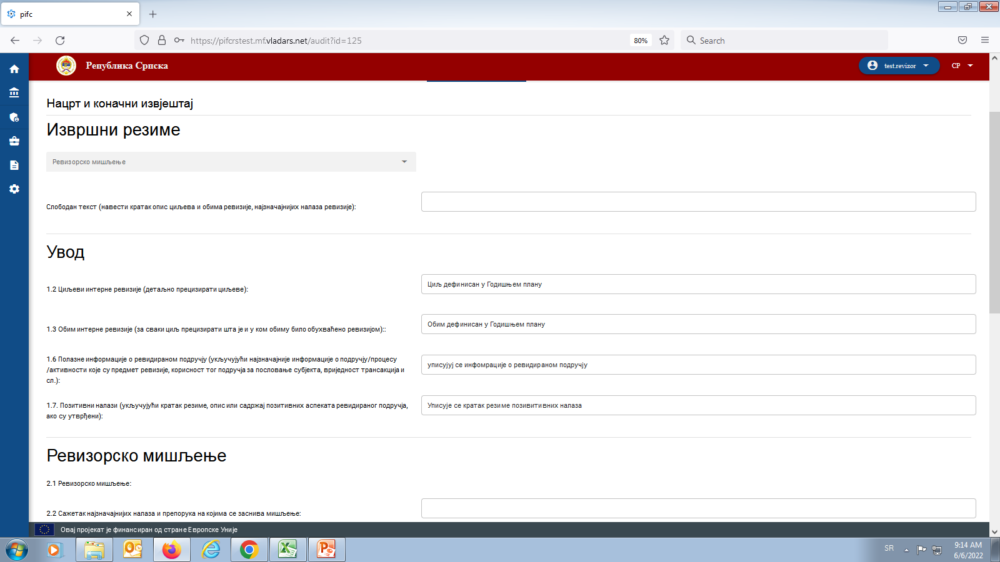 pifc
https://pifcrstest.mf.vladars.net/audit?id=125
80%
Search
Република Српска
test.revizor
СР
Нацрт и коначни извјештај
Извршни резиме
Ревизорско мишљење
Слободан текст (навести кратак опис циљева и обима ревизије, најзначајнијих налаза ревизије):
Увод
1.2 Циљеви интерне ревизије (детаљно прецизирати циљеве):
Циљ дефинисан у Годишњем плану
1.3 Обим интерне ревизије (за сваки циљ прецизирати шта је и у ком обиму било обухваћено ревизијом)::
Обим дефинисан у Годишњем плану
1.6 Полазне информације о ревидираном подручју (укључујући најзначајније информације о подручју/процесу
/активности које су предмет ревизије, корисност тог подручја за пословање субјекта, вриједност трансакција и
сл.):
уписујуј се инфомрације о ревидираном подручју
1.7. Позитивни налази (укључујући кратак резиме, опис или садржај позитивних аспеката ревидираног подручја,
ако су утврђени):
Уписује се кратак резиме позивитивних налаза
Ревизорско мишљење
2.1 Ревизорско мишљење:
2.2 Сажетак најзначајнијих налаза и препорука на којима се заснива мишљење:
Овај пројекат је финансиран од стране Европске Уније
SR
9:14 AM
6/6/2022